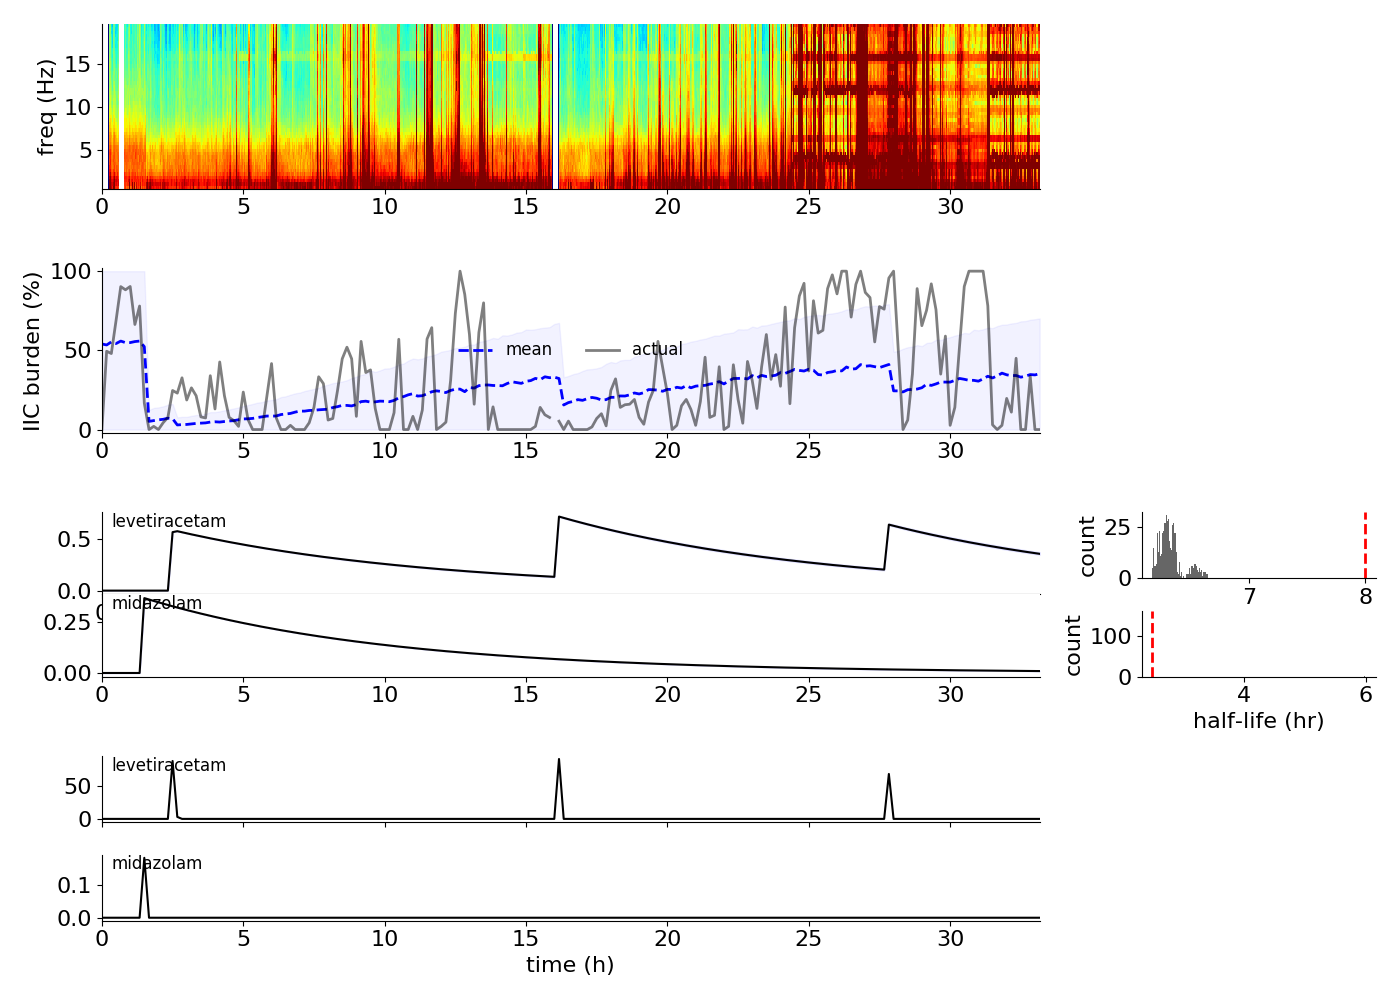 freq (Hz)
15
10
5
0 5 10 15 20 25 30
IIC burden (%)
100
50
0
mean actual
0 5 10 15 20 25 30
levetiracetam
0.5
0.0
0
count
25
0
7 8
midazolam
0.25
0.00
0 5 10 15 20 25 30
count
100
0
4 6
half-life (hr)
levetiracetam
50
0
midazolam
0.1
0.0
0 5 10 15 20 25 30
time (h)